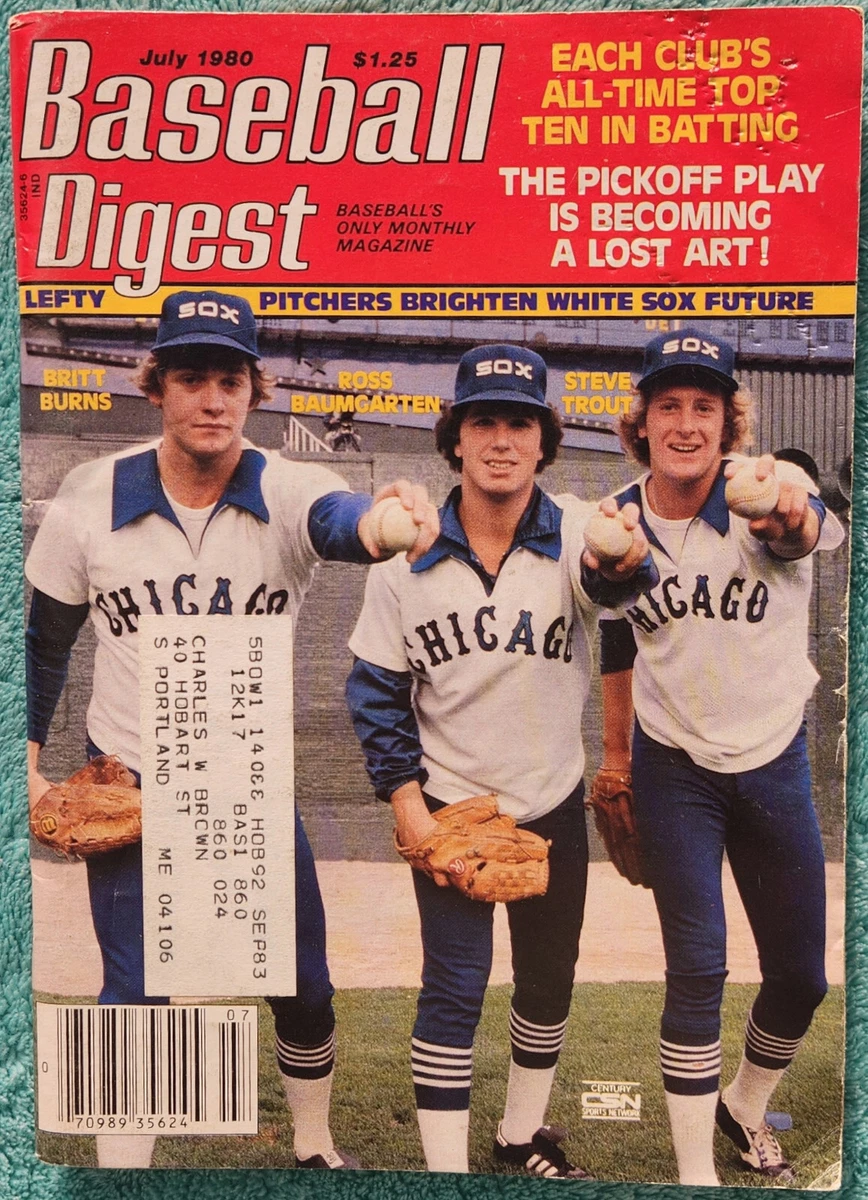 July 1980
$1.25
Baseball
Digest
BASEBALL'S
ONLY MONTHLY
MAGAZINE
35624-6
IND
EACH CLUB'S
ALL-TIME TOP
TEN IN BATTING
THE PICKOFF PLAY
IS BECOMING
A LOST ART!
LEFTY PITCHERS BRIGHTEN WHITE SOX FUTURE
BRITT
BURNS
ROSS
BAUMGARTEN
STEVE
TROUT
SOX
SOX
SOX
CHICAGO
CHICAGO
CHICAGO
5BOW1 140&& HOB92 SEP83
12K17 BAS1 860
860 024
CHARLES W BROWN
40 HOBART ST
S PORTLAND ME 04106
07
0
70989 35624
CENTURY
CSN
SPORTS NETWORK